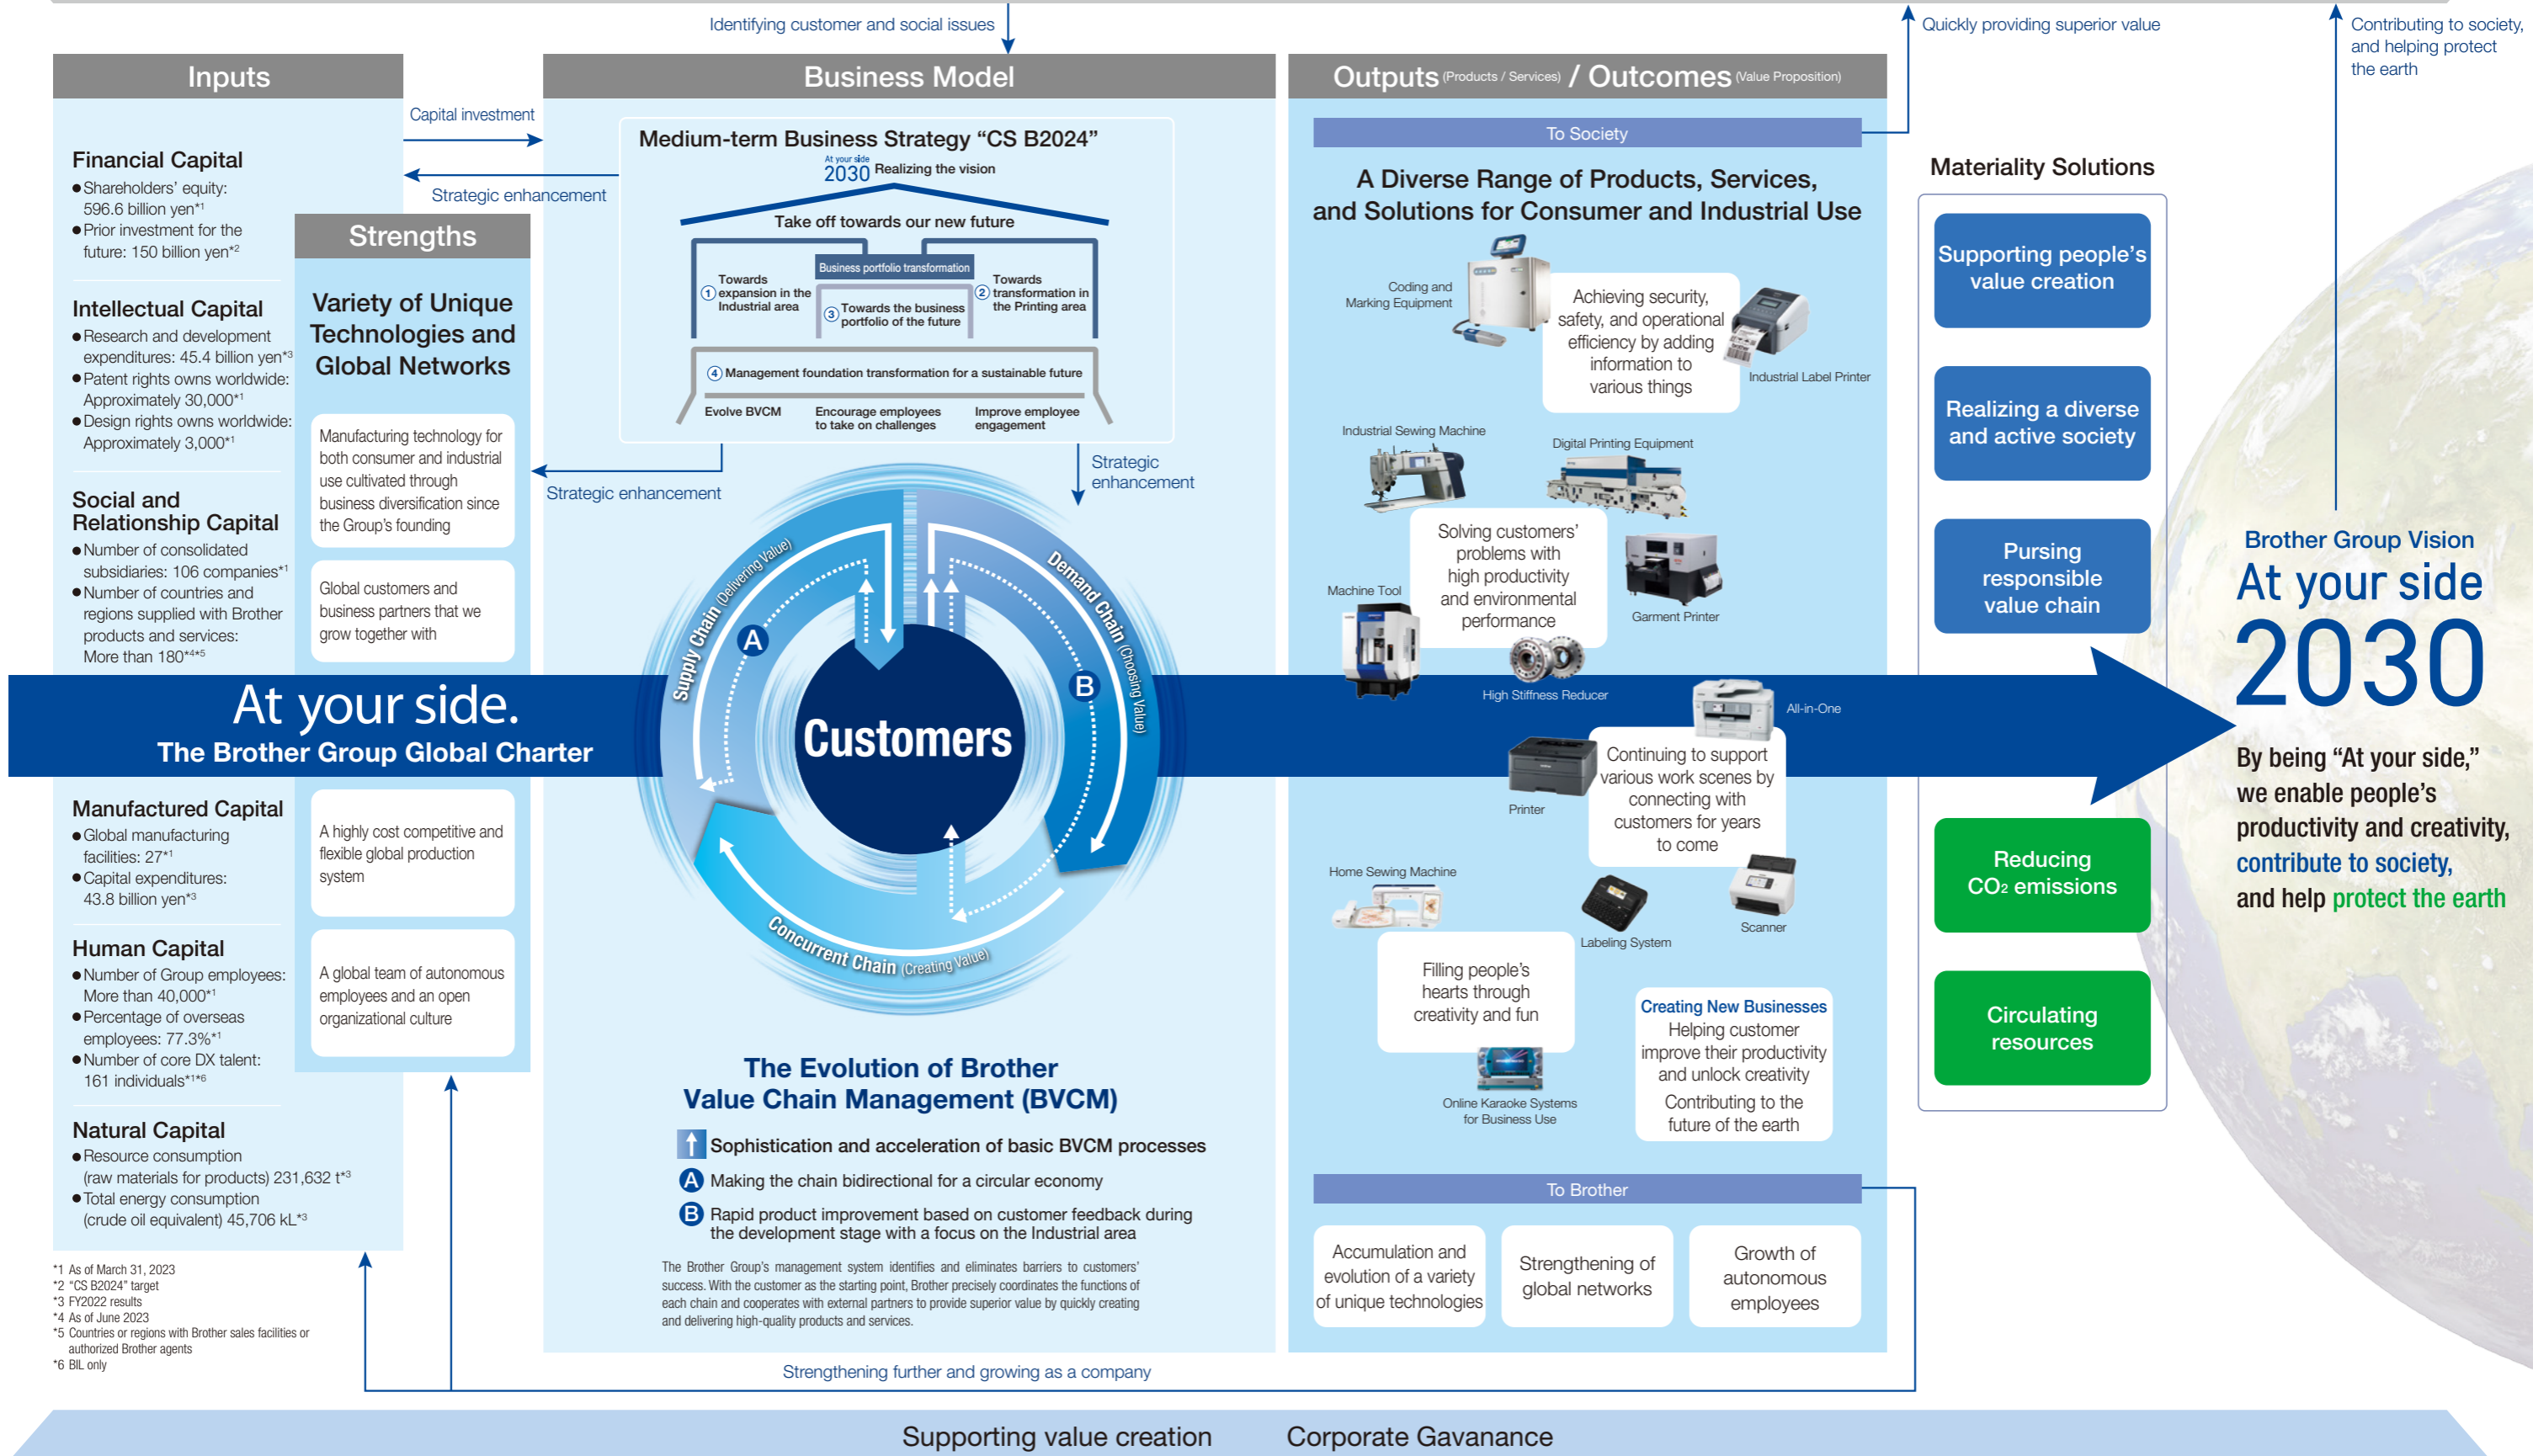 Identifying customer and social issues
Quickly providing superior value
Contributing to society,
and helping protect
the earth
Inputs
Capital investment
Strategic enhancement
Financial Capital
●Shareholders' equity:
596.6 billion yen*1
●Prior investment for the
future: 150 billion yen*2
Intellectual Capital
●Research and development
expenditures: 45.4 billion yen*3
●Patent rights owns worldwide:
Approximately 30,000*1
●Design rights owns worldwide:
Approximately 3,000*1
Social and
Relationship Capital
●Number of consolidated
subsidiaries: 106 companies*1
●Number of countries and
regions supplied with Brother
products and services:
More than 180*4*5
Strengths
Variety of Unique
Technologies and
Global Networks
Manufacturing technology for
both consumer and industrial
use cultivated through
business diversification since
the Group's founding
Global customers and
business partners that we
grow together with
At your side.
The Brother Group Global Charter
Manufactured Capital
●Global manufacturing
facilities: 27*1
●Capital expenditures:
43.8 billion yen*3
Human Capital
●Number of Group employees:
More than 40,000*1
●Percentage of overseas
employees: 77.3%*1
●Number of core DX talent:
161 individuals*1*6
Natural Capital
●Resource consumption
(raw materials for products) 231,632 t*3
●Total energy consumption
(crude oil equivalent) 45,706 kL*3
A highly cost competitive and
flexible global production
system
A global team of autonomous
employees and an open
organizational culture
*1 As of March 31, 2023
*2 "CS B2024" target
*3 FY2022 results
*4 As of June 2023
*5 Countries or regions with Brother sales facilities or
authorized Brother agents
*6 BIL only
Business Model
Medium-term Business Strategy "CS B2024"
At your side
2030 Realizing the vision
Take off towards our new future
Business portfolio transformation
① Towards
expansion in the
Industrial area
② Towards
transformation in
the Printing area
③ Towards the business
portfolio of the future
④ Management foundation transformation for a sustainable future
Evolve BVCM
Encourage employees
to take on challenges
Improve employee
engagement
Strategic enhancement
Strategic
enhancement
Supply Chain (Delivering Value)
A
Demand Chain (Choosing Value)
B
Customers
Concurrent Chain (Creating Value)
The Evolution of Brother
Value Chain Management (BVCM)
Sophistication and acceleration of basic BVCM processes
A Making the chain bidirectional for a circular economy
B Rapid product improvement based on customer feedback during
the development stage with a focus on the Industrial area
The Brother Group's management system identifies and eliminates barriers to customers'
success. With the customer as the starting point, Brother precisely coordinates the functions of
each chain and cooperates with external partners to provide superior value by quickly creating
and delivering high-quality products and services.
Strengthening further and growing as a company
Outputs (Products / Services) / Outcomes (Value Proposition)
To Society
A Diverse Range of Products, Services,
and Solutions for Consumer and Industrial Use
Coding and
Marking Equipment
Achieving security,
safety, and operational
efficiency by adding
information to
various things
Industrial Label Printer
Industrial Sewing Machine
Digital Printing Equipment
Solving customers'
problems with
high productivity
and environmental
performance
Machine Tool
Garment Printer
High Stiffness Reducer
All-in-One
Printer
Continuing to support
various work scenes by
connecting with
customers for years
to come
Home Sewing Machine
Labeling System
Scanner
Filling people's
hearts through
creativity and fun
Online Karaoke Systems
for Business Use
Creating New Businesses
Helping customer
improve their productivity
and unlock creativity
Contributing to the
future of the earth
To Brother
Accumulation and
evolution of a variety
of unique technologies
Strengthening of
global networks
Growth of
autonomous
employees
Materiality Solutions
Supporting people's
value creation
Realizing a diverse
and active society
Pursing
responsible
value chain
Reducing
CO2 emissions
Circulating
resources
Brother Group Vision
At your side
2030
By being "At your side,"
we enable people's
productivity and creativity,
contribute to society,
and help protect the earth
Supporting value creation
Corporate Gavanance